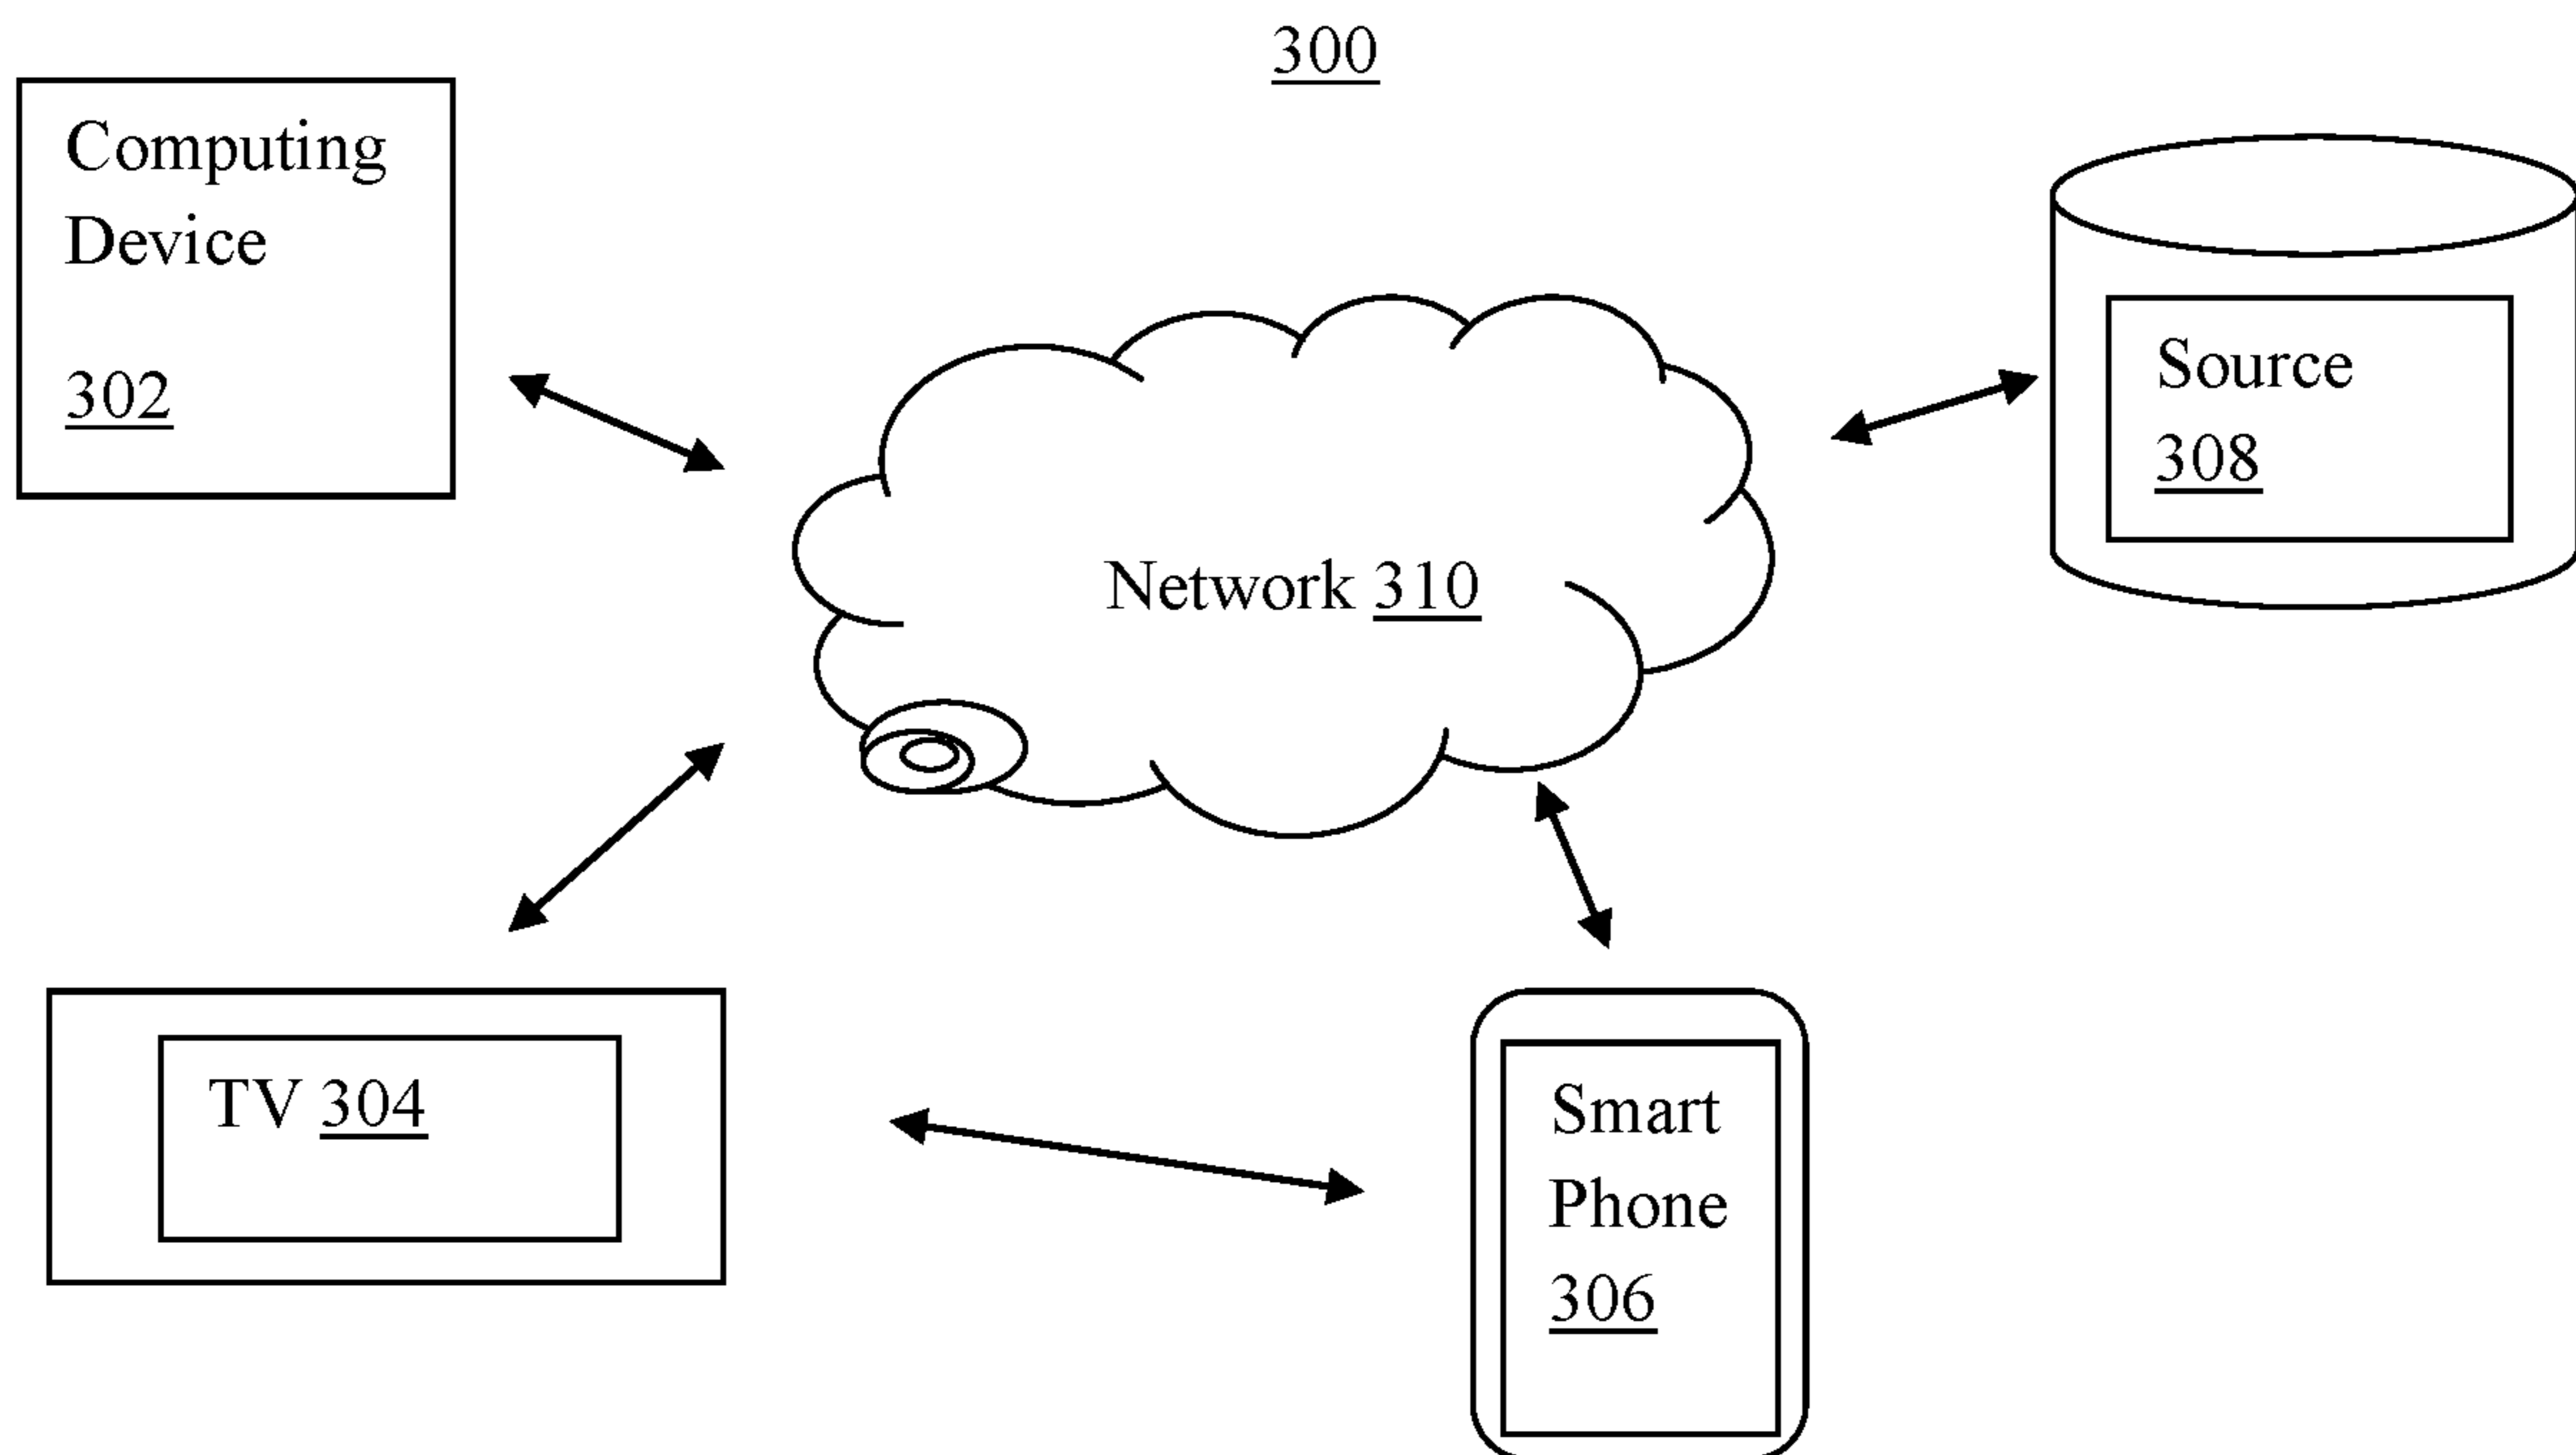 300
Computing
Device
302
Source
308
Network 310
TV 304
Smart
Phone
306